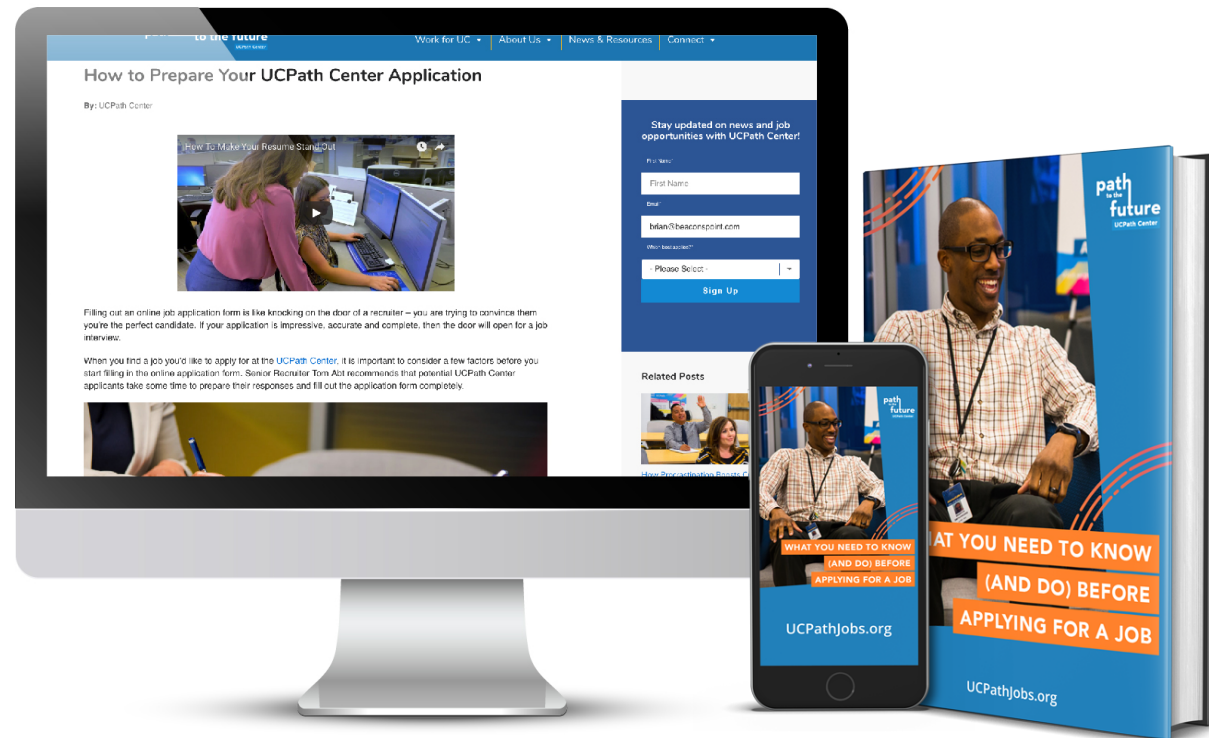 to the future
UCPath Center
Work for UC
About Us
News & Resources
Connect
How to Prepare Your UCPath Center Application
By: UCPath Center
How To Make Your Resume Stand Out
Filling out an online job application form is like knocking on the door of a recruiter – you are trying to convince them
you're the perfect candidate. If your application is impressive, accurate and complete, then the door will open for a job
interview.
When you find a job you'd like to apply for at the UCPath Center, it is important to consider a few factors before you
start filling in the online application form. Senior Recruiter Tom Abt recommends that potential UCPath Center
applicants take some time to prepare their responses and fill out the application form completely.
Stay updated on news and job
opportunities with UCPath Center!
First Name*
First Name
Email*
brian@beaconspoint.com
- Please Select -
Sign Up
Related Posts
How Procrastination Boosts
path
to the
future
UCPath Center
WHAT YOU NEED TO KNOW
(AND DO) BEFORE
APPLYING FOR A JOB
UCPathJobs.org
path
to the
future
UCPath Center
AT YOU NEED TO KNOW
(AND DO) BEFORE
APPLYING FOR A JOB
UCPathJobs.org